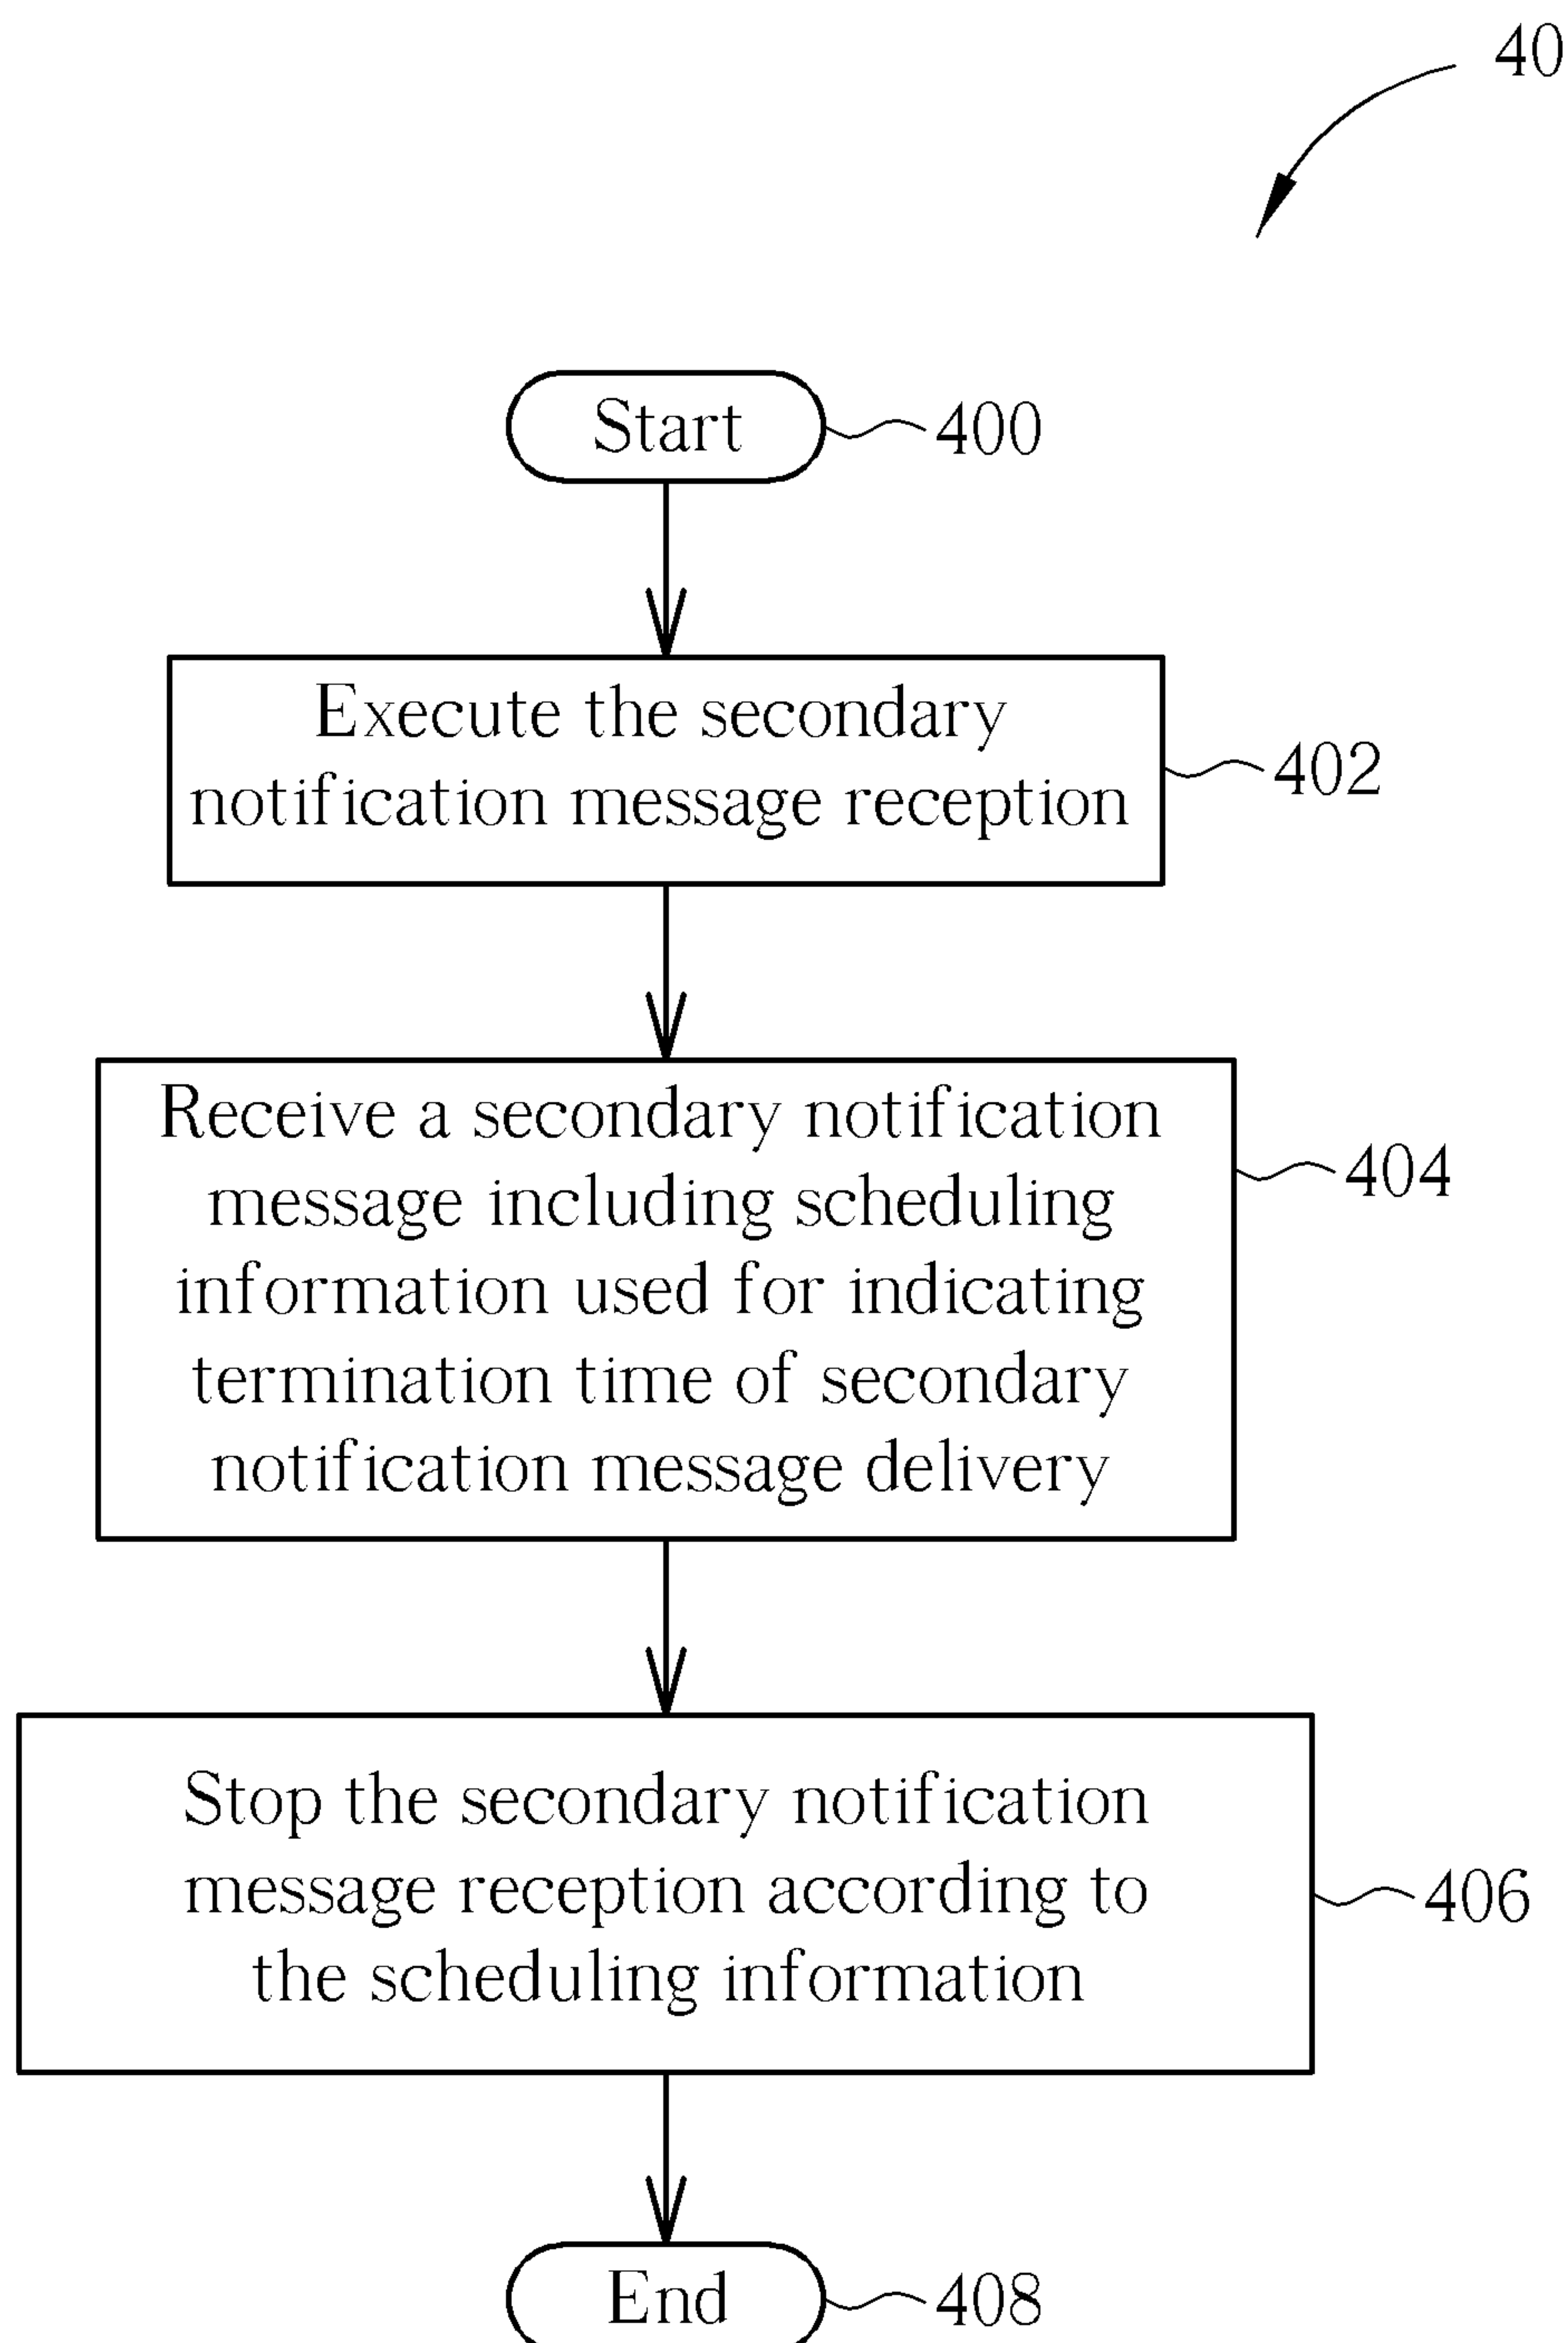 40
Start
400
Execute the secondary
notification message reception
402
Receive a secondary notification
message including scheduling
information used for indicating
termination time of secondary
notification message delivery
404
Stop the secondary notification
message reception according to
the scheduling information
406
End
408